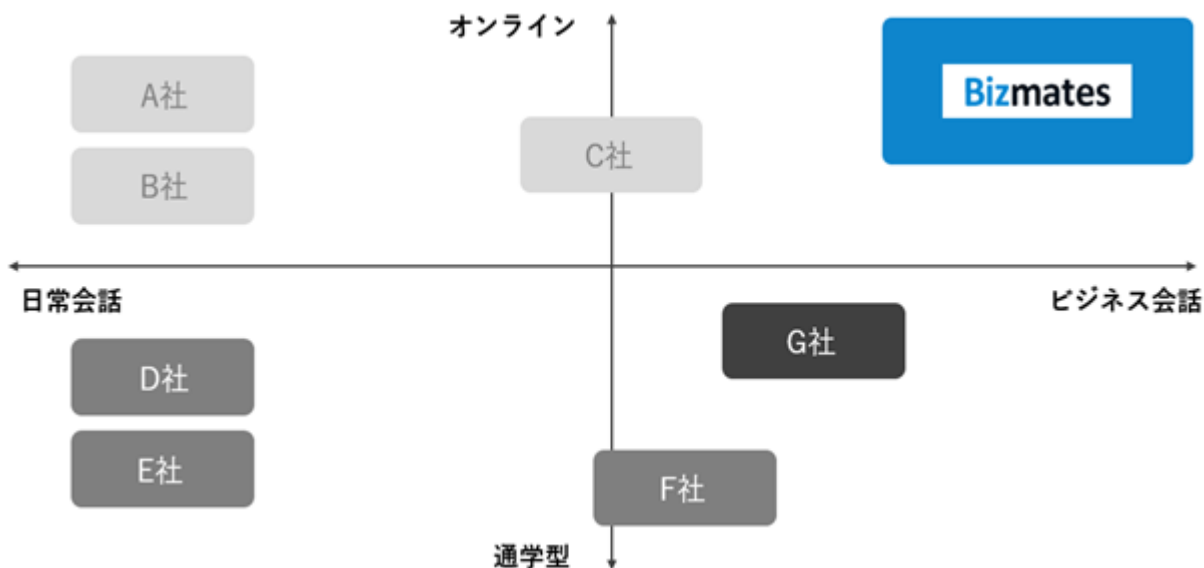 オンライン
Bizmates
A社
C社
B社
日常会話
ビジネス会話
G社
D社
E社
F社
通学型